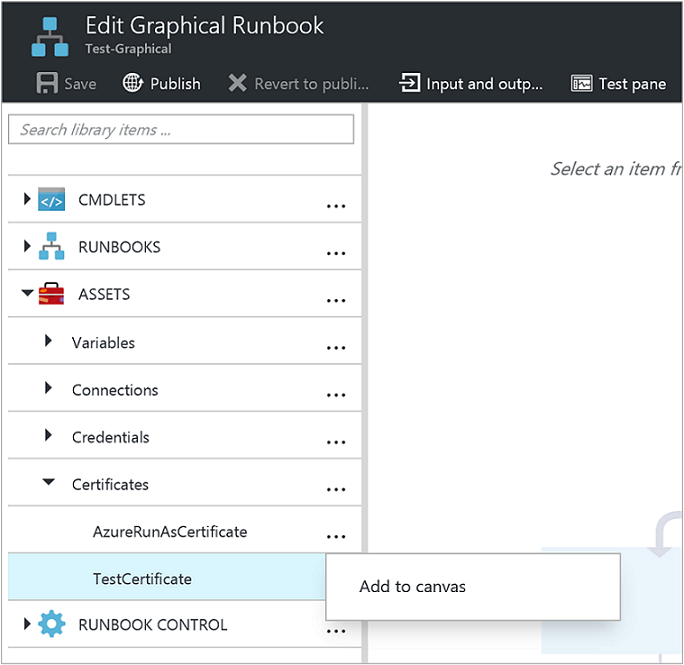 Edit Graphical Runbook
Test-Graphical
Save Publish Revert to publi... Input and outp... Test pane
Search library items ...
Select an item fr
CMDLETS ...
RUNBOOKS ...
ASSETS ...
Variables ...
Connections ...
Credentials ...
Certificates ...
AzureRunAsCertificate ...
TestCertificate
Add to canvas
RUNBOOK CONTROL ...